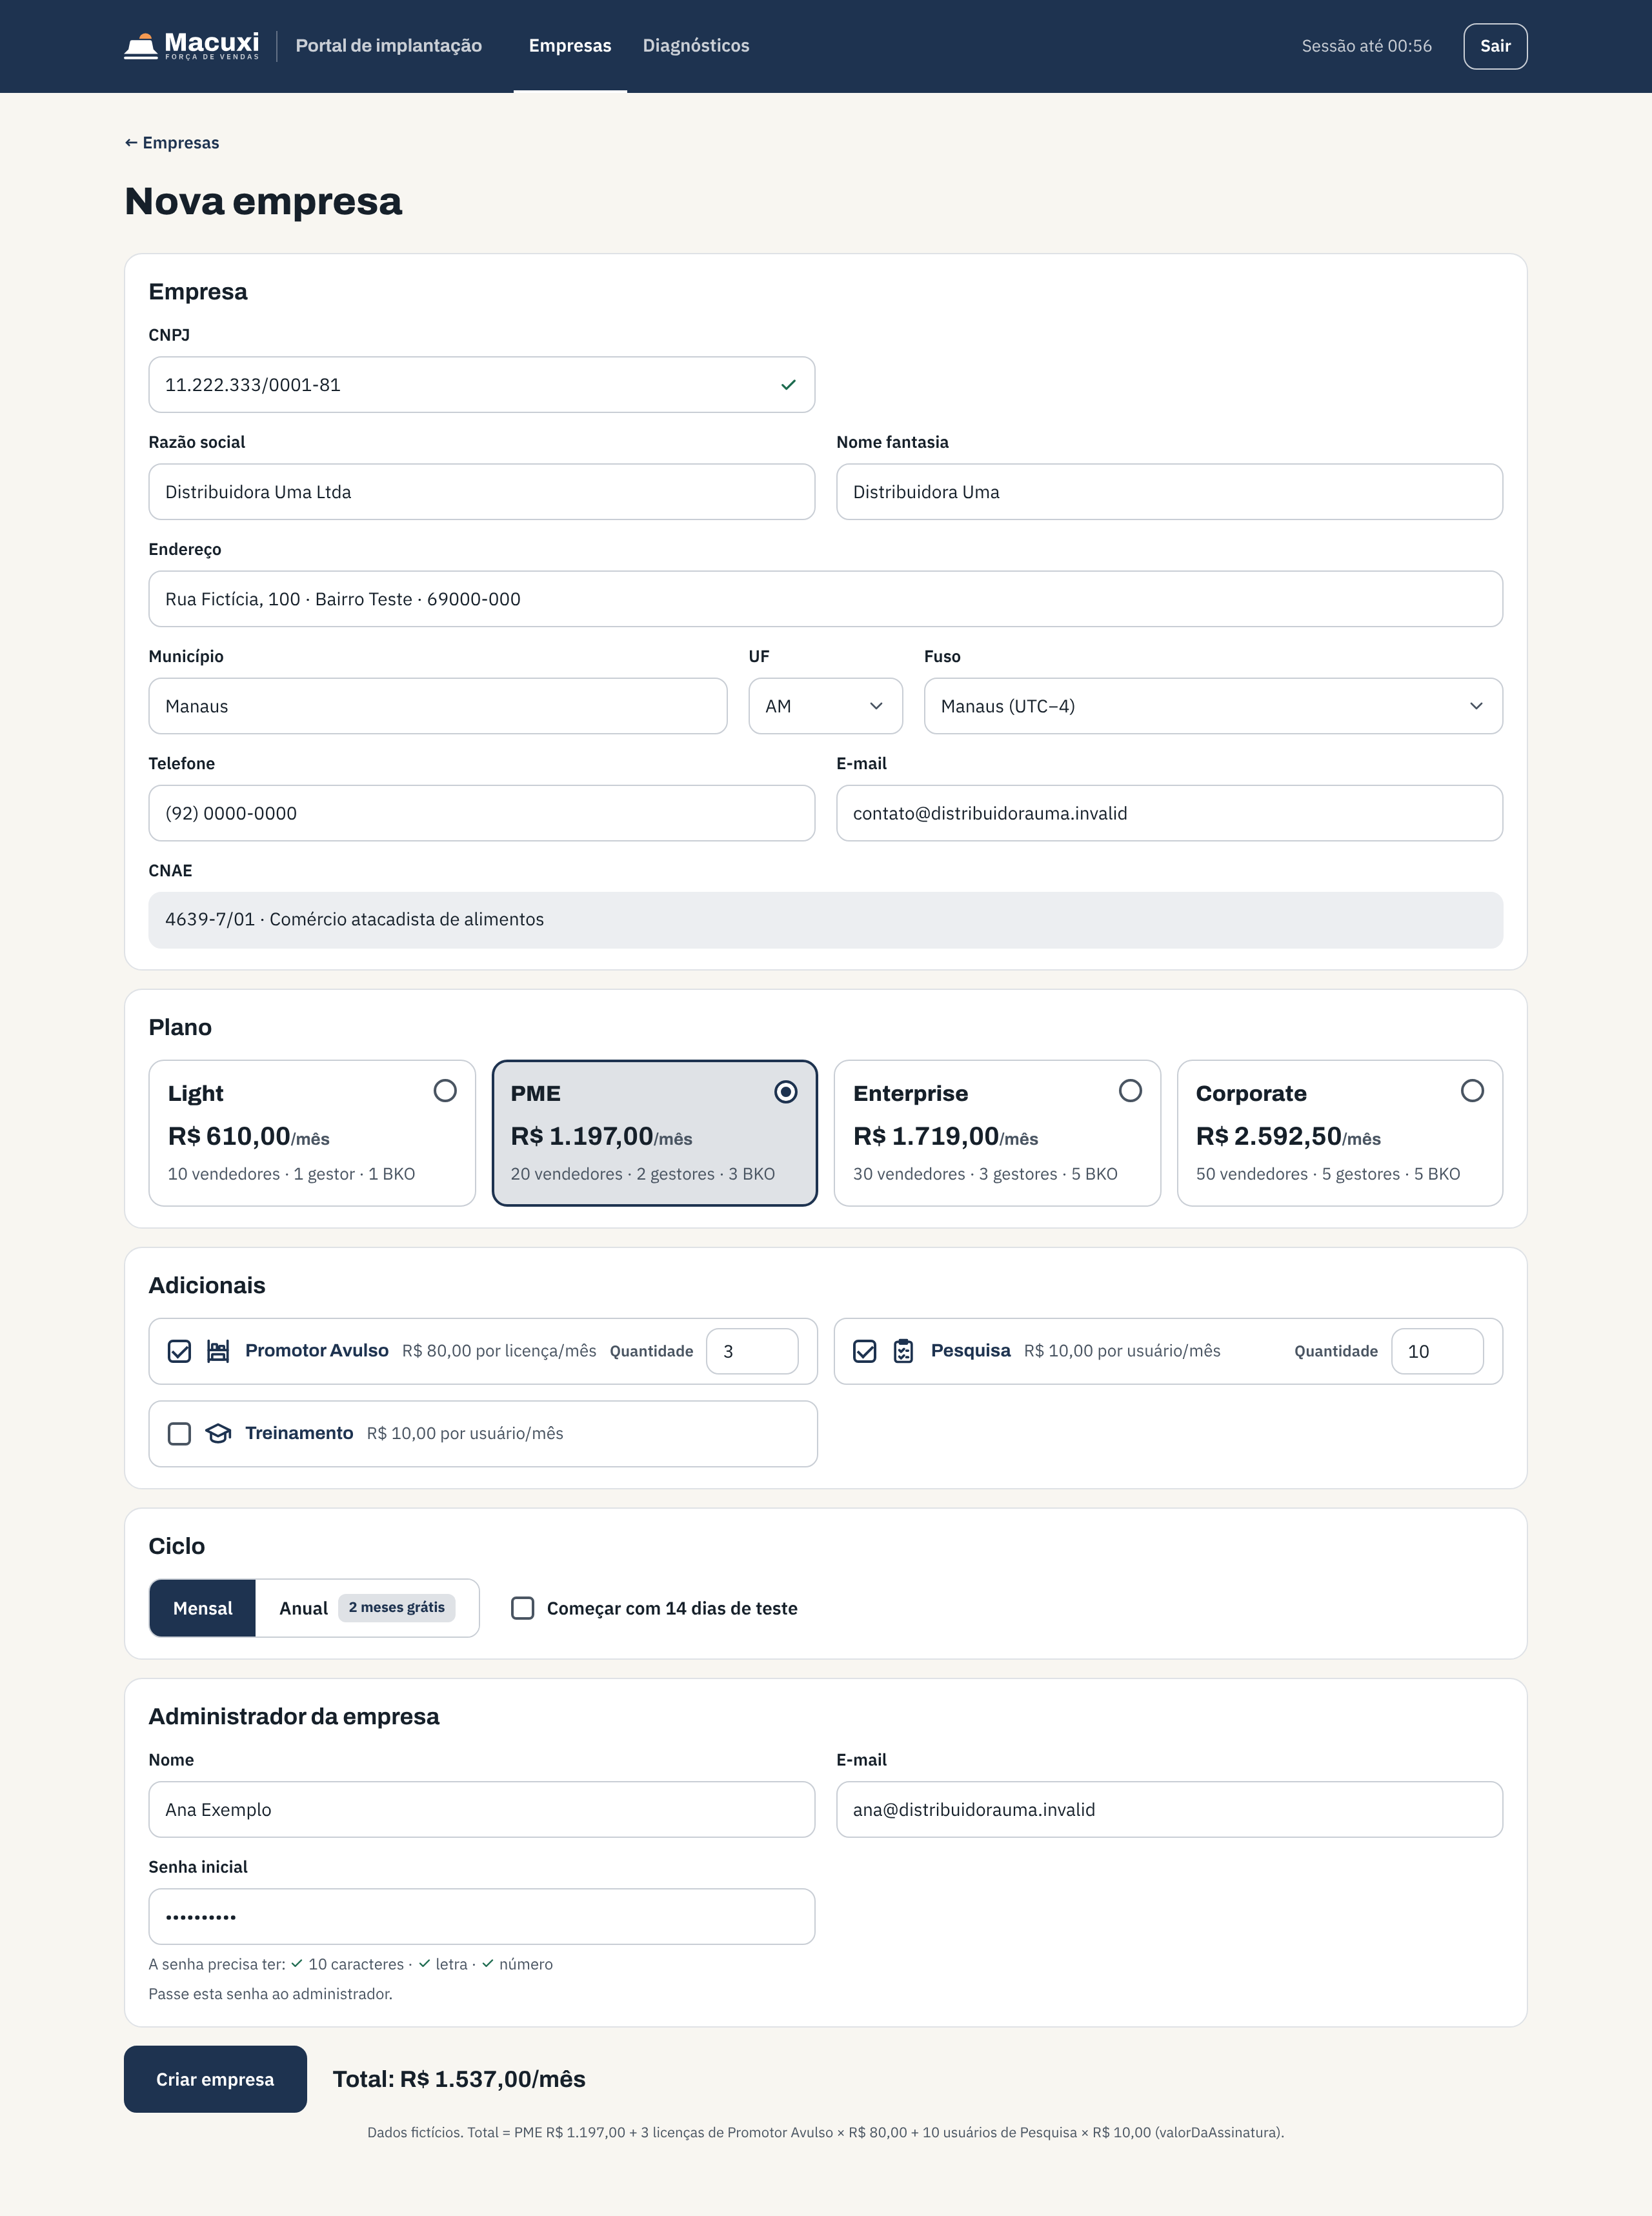 Macuxi
FORÇA DE VENDAS
Portal de implantação
Empresas
Diagnósticos
Sessão até 00:56
Sair
← Empresas
Nova empresa
Empresa
CNPJ
11.222.333/0001-81
Razão social
Nome fantasia
Distribuidora Uma Ltda
Distribuidora Uma
Endereço
Rua Fictícia, 100 · Bairro Teste · 69000-000
Município
UF
Fuso
Manaus
AM
Manaus (UTC−4)
Telefone
E-mail
(92) 0000-0000
contato@distribuidorauma.invalid
CNAE
4639-7/01 · Comércio atacadista de alimentos
Plano
Light
R$ 610,00/mês
10 vendedores · 1 gestor · 1 BKO
PME
R$ 1.197,00/mês
20 vendedores · 2 gestores · 3 BKO
Enterprise
R$ 1.719,00/mês
30 vendedores · 3 gestores · 5 BKO
Corporate
R$ 2.592,50/mês
50 vendedores · 5 gestores · 5 BKO
Adicionais
Promotor Avulso R$ 80,00 por licença/mês Quantidade 3
Pesquisa R$ 10,00 por usuário/mês Quantidade 10
Treinamento R$ 10,00 por usuário/mês
Ciclo
Mensal
Anual 2 meses grátis
Começar com 14 dias de teste
Administrador da empresa
Nome
E-mail
Ana Exemplo
ana@distribuidorauma.invalid
Senha inicial
••••••••••
A senha precisa ter: ✓ 10 caracteres · ✓ letra · ✓ número
Passe esta senha ao administrador.
Criar empresa
Total: R$ 1.537,00/mês
Dados fictícios. Total = PME R$ 1.197,00 + 3 licenças de Promotor Avulso × R$ 80,00 + 10 usuários de Pesquisa × R$ 10,00 (valorDaAssinatura).